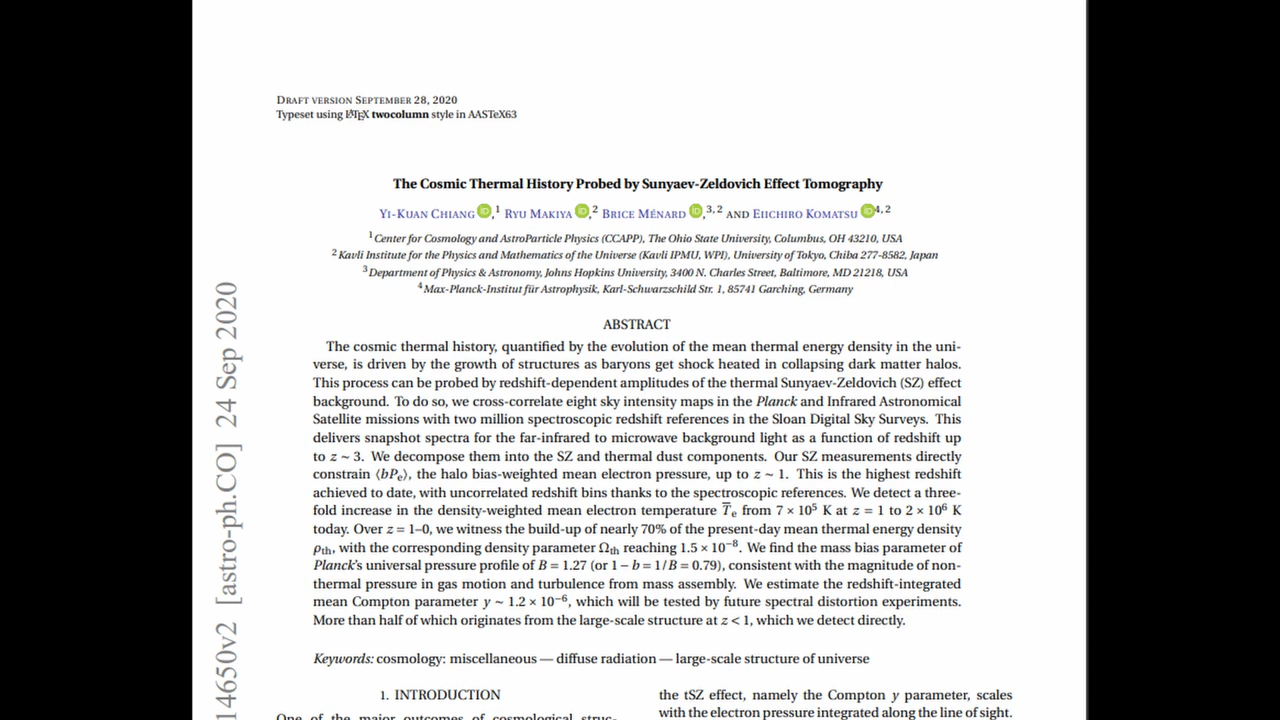 DRAFT VERSION SEPTEMBER 28, 2020
Typeset using LATEX twocolumn style in AASTeX63
The Cosmic Thermal History Probed by Sunyaev-Zeldovich Effect Tomography
YI-KUAN CHIANG iD,1 RYU MAKIYA iD,2 BRICE MÉNARD iD,3,2 AND EIICHIRO KOMATSU iD4,2
1 Center for Cosmology and AstroParticle Physics (CCAPP), The Ohio State University, Columbus, OH 43210, USA
2 Kavli Institute for the Physics and Mathematics of the Universe (Kavli IPMU, WPI), University of Tokyo, Chiba 277-8582, Japan
3 Department of Physics & Astronomy, Johns Hopkins University, 3400 N. Charles Street, Baltimore, MD 21218, USA
4 Max-Planck-Institut für Astrophysik, Karl-Schwarzschild Str. 1, 85741 Garching, Germany
ABSTRACT
The cosmic thermal history, quantified by the evolution of the mean thermal energy density in the uni-
verse, is driven by the growth of structures as baryons get shock heated in collapsing dark matter halos.
This process can be probed by redshift-dependent amplitudes of the thermal Sunyaev-Zeldovich (SZ) effect
background. To do so, we cross-correlate eight sky intensity maps in the Planck and Infrared Astronomical
Satellite missions with two million spectroscopic redshift references in the Sloan Digital Sky Surveys. This
delivers snapshot spectra for the far-infrared to microwave background light as a function of redshift up
to z ~ 3. We decompose them into the SZ and thermal dust components. Our SZ measurements directly
constrain ⟨bPe⟩, the halo bias-weighted mean electron pressure, up to z ~ 1. This is the highest redshift
achieved to date, with uncorrelated redshift bins thanks to the spectroscopic references. We detect a three-
fold increase in the density-weighted mean electron temperature T̅e from 7 × 10⁵ K at z = 1 to 2 × 10⁶ K
today. Over z = 1–0, we witness the build-up of nearly 70% of the present-day mean thermal energy density
ρth, with the corresponding density parameter Ωth reaching 1.5 × 10⁻⁸. We find the mass bias parameter of
Planck's universal pressure profile of B = 1.27 (or 1 − b = 1/B = 0.79), consistent with the magnitude of non-
thermal pressure in gas motion and turbulence from mass assembly. We estimate the redshift-integrated
mean Compton parameter y ~ 1.2 × 10⁻⁶, which will be tested by future spectral distortion experiments.
More than half of which originates from the large-scale structure at z < 1, which we detect directly.
Keywords: cosmology: miscellaneous — diffuse radiation — large-scale structure of universe
1. INTRODUCTION
One of the major outcomes of cosmological struc-
the tSZ effect, namely the Compton y parameter, scales
with the electron pressure integrated along the line of sight.
14650v2 [astro-ph.CO] 24 Sep 2020